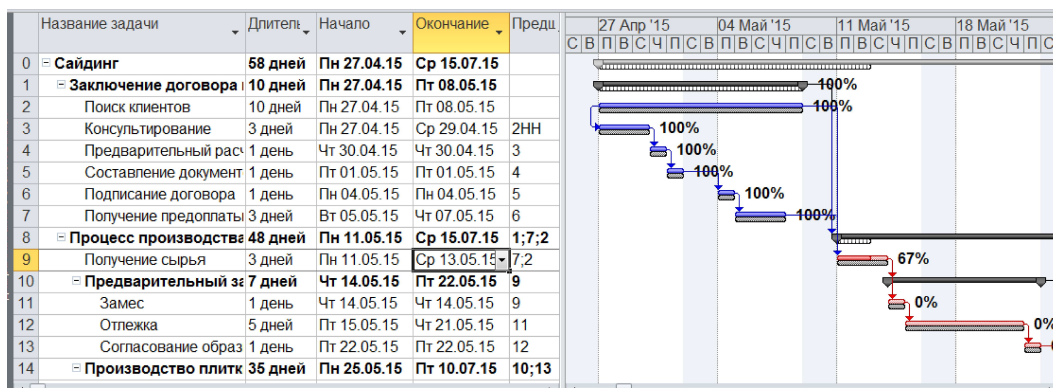 Название задачи Длитель Начало Окончание Предш 27 Апр '15 04 Май '15 11 Май '15 18 Май '15
С В П В С Ч П С В П В С Ч П С В П В С Ч П С В П В С Ч П С
0 Сайдинг 58 дней Пн 27.04.15 Ср 15.07.15
1 Заключение договора 10 дней Пн 27.04.15 Пт 08.05.15 100%
2 Поиск клиентов 10 дней Пн 27.04.15 Пт 08.05.15 100%
3 Консультирование 3 дней Пн 27.04.15 Ср 29.04.15 2НН 100%
4 Предварительный расч 1 день Чт 30.04.15 Чт 30.04.15 3 100%
5 Составление документ 1 день Пт 01.05.15 Пт 01.05.15 4 100%
6 Подписание договора 1 день Пн 04.05.15 Пн 04.05.15 5 100%
7 Получение предоплаты 3 дней Вт 05.05.15 Чт 07.05.15 6 100%
8 Процесс производства 48 дней Пн 11.05.15 Ср 15.07.15 1;7;2
9 Получение сырья 3 дней Пн 11.05.15 Ср 13.05.15 7;2 67%
10 Предварительный за 7 дней Чт 14.05.15 Пт 22.05.15 9
11 Замес 1 день Чт 14.05.15 Чт 14.05.15 9 0%
12 Отлежка 5 дней Пт 15.05.15 Чт 21.05.15 11 0%
13 Согласование образ 1 день Пт 22.05.15 Пт 22.05.15 12
14 Производство плитк 35 дней Пн 25.05.15 Пт 10.07.15 10;13